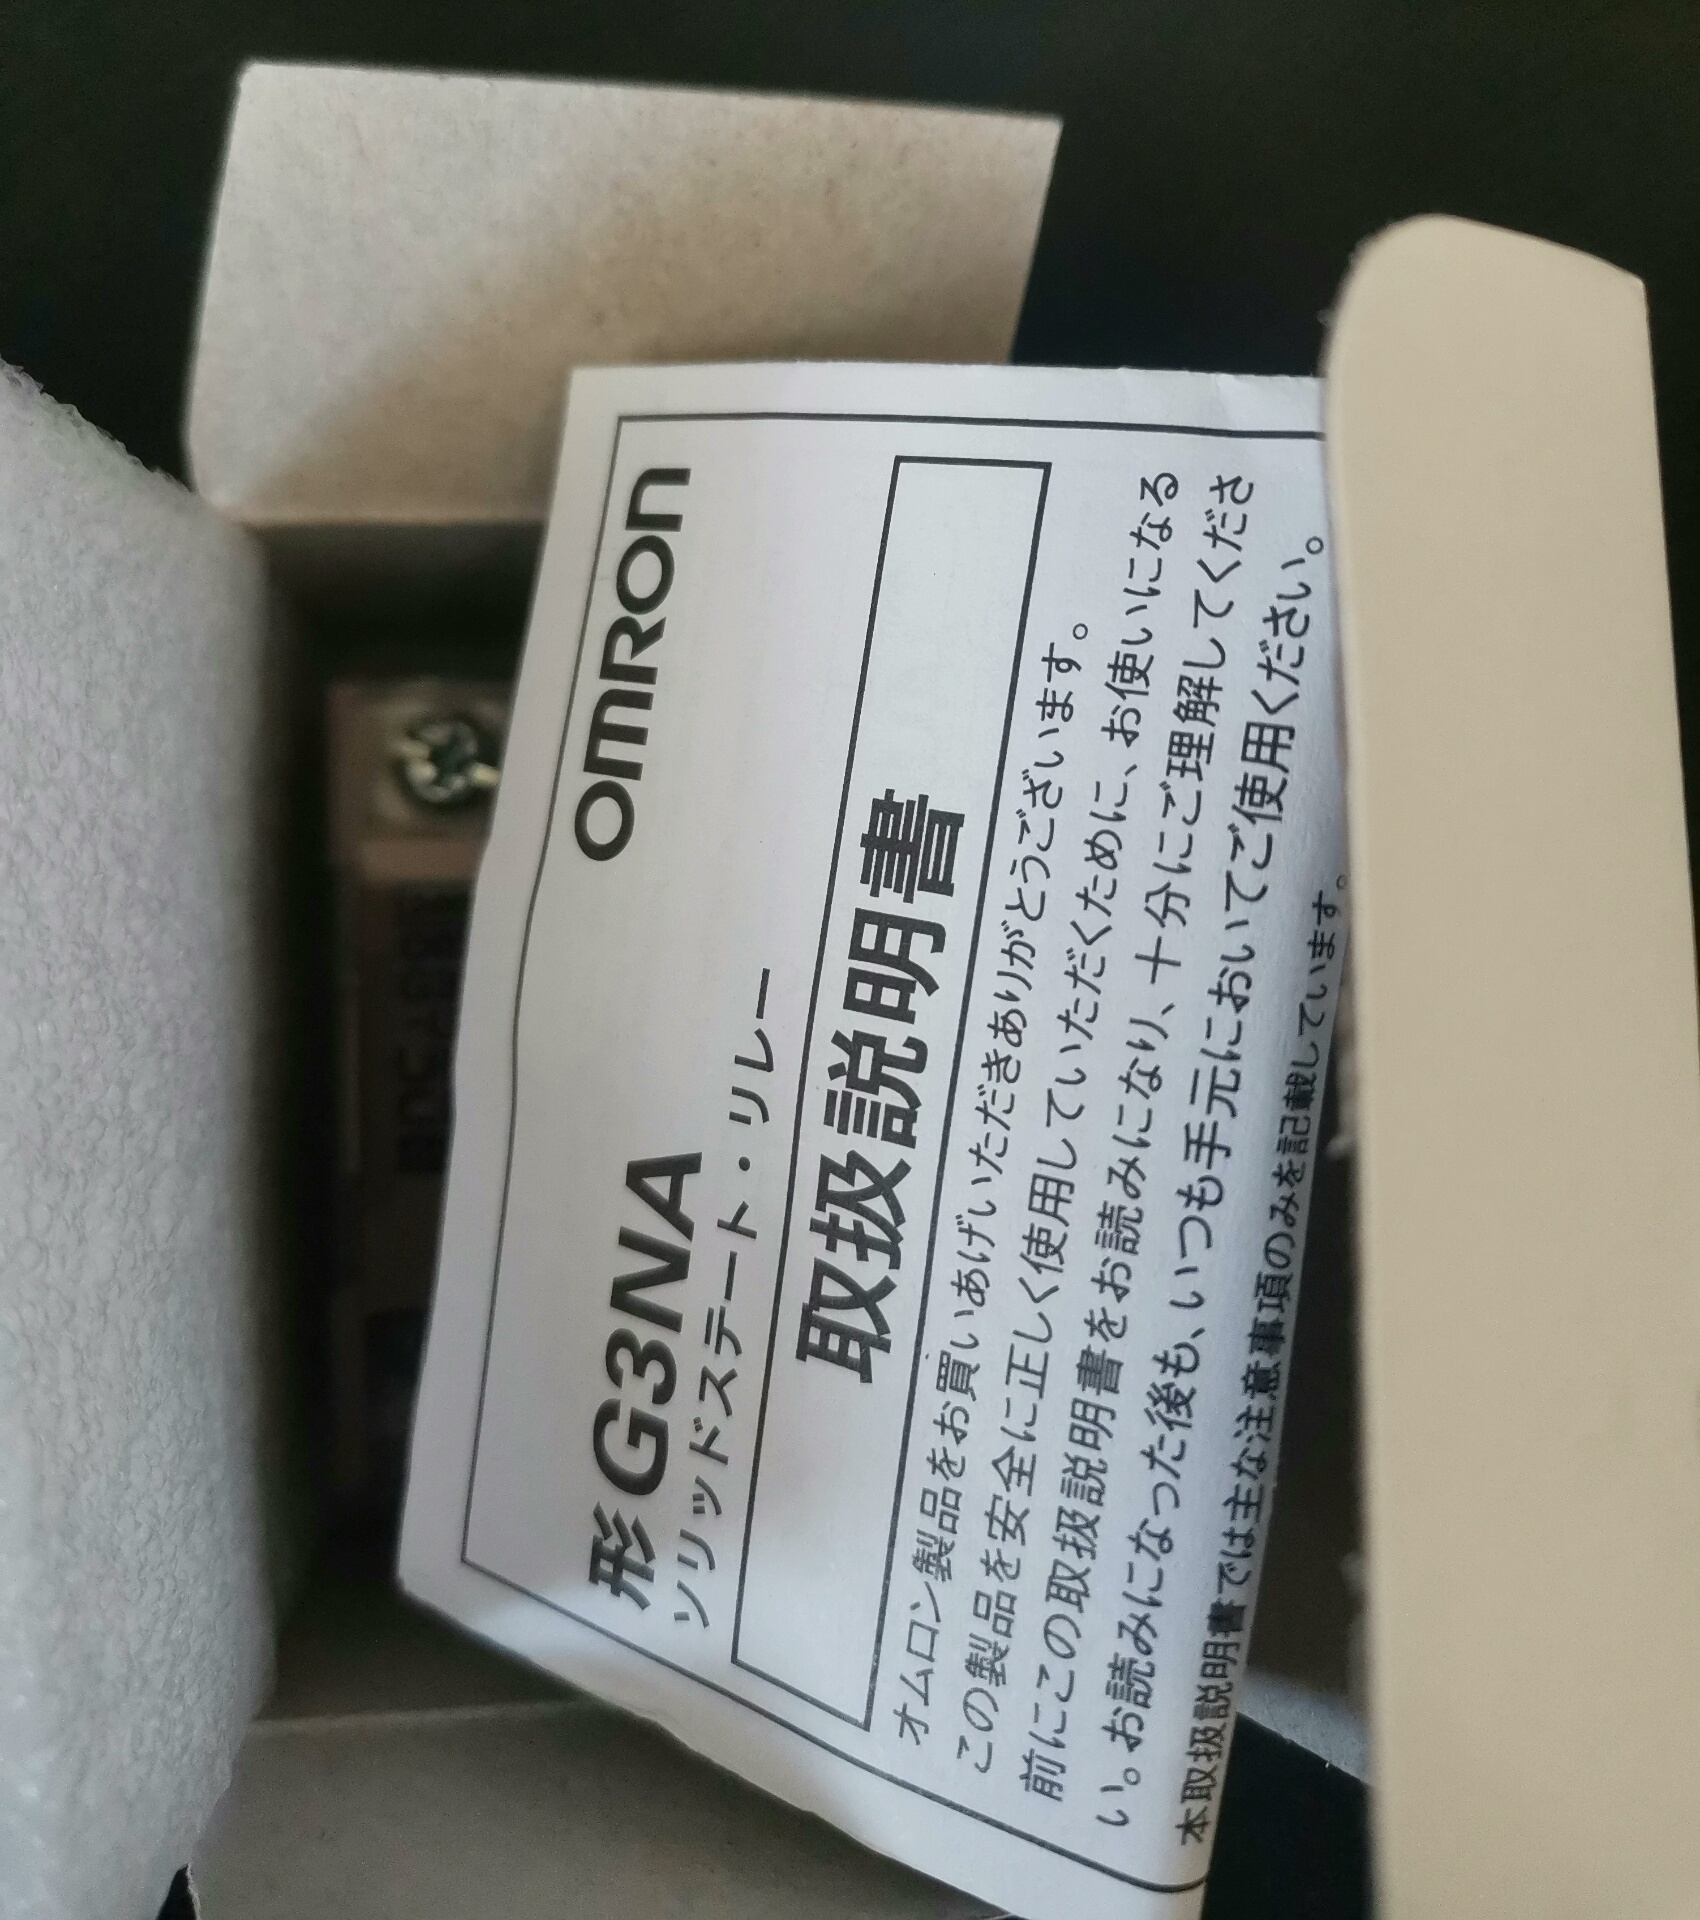 OMRON
形G3NA
ソリッドステート・リレー
取扱説明書
オムロン製品をお買いあげいただきありがとうございます。
この製品を安全に正しく使用していただくために、お使いになる
前にこの取扱説明書をお読みになり、十分にご理解してくださ
い。お読みになった後も、いつも手元においてご使用ください。
本取扱説明書では主な注意事項のみを記載しています。